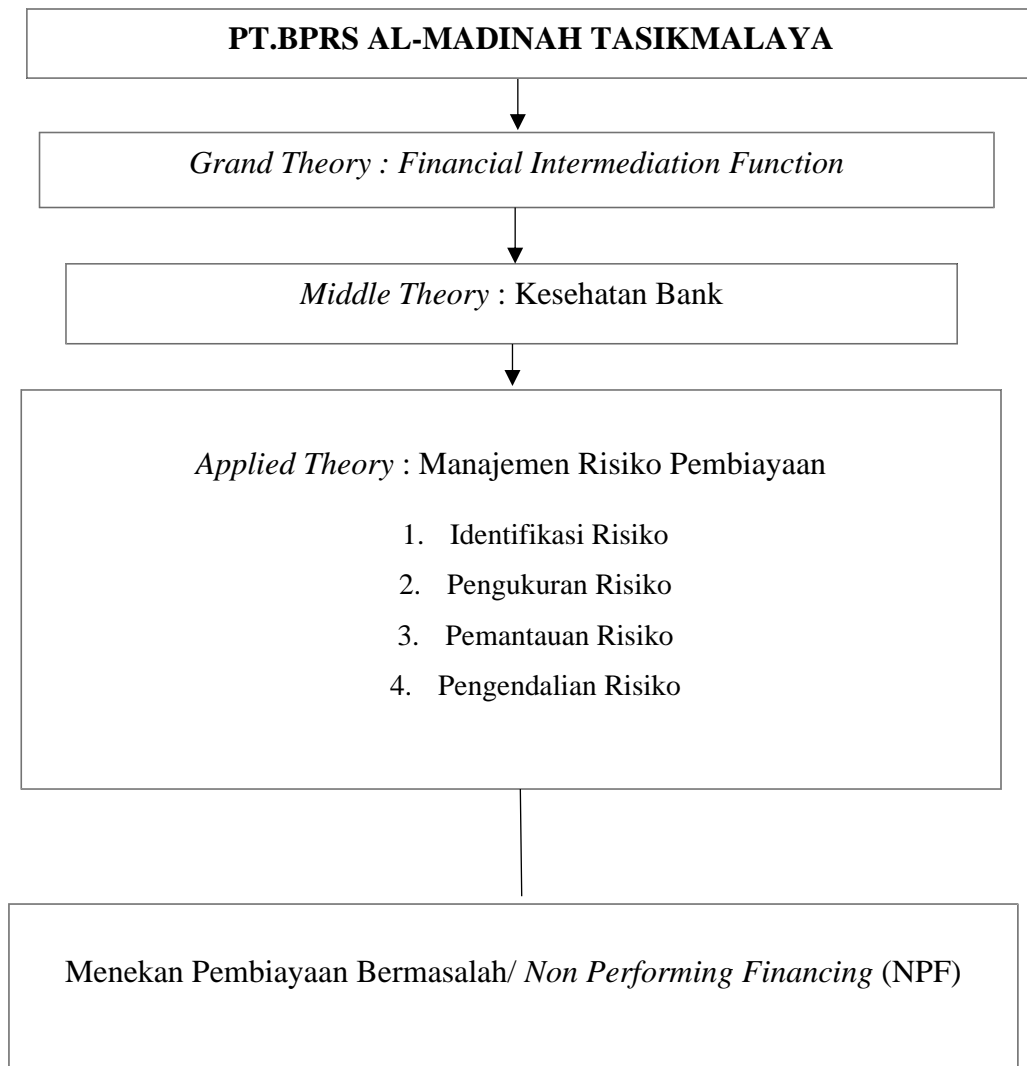 PT.BPRS AL-MADINAH TASIKMALAYA
Grand Theory : Financial Intermediation Function
Middle Theory : Kesehatan Bank
Applied Theory : Manajemen Risiko Pembiayaan
1. Identifikasi Risiko
2. Pengukuran Risiko
3. Pemantauan Risiko
4. Pengendalian Risiko
Menekan Pembiayaan Bermasalah/ Non Performing Financing (NPF)